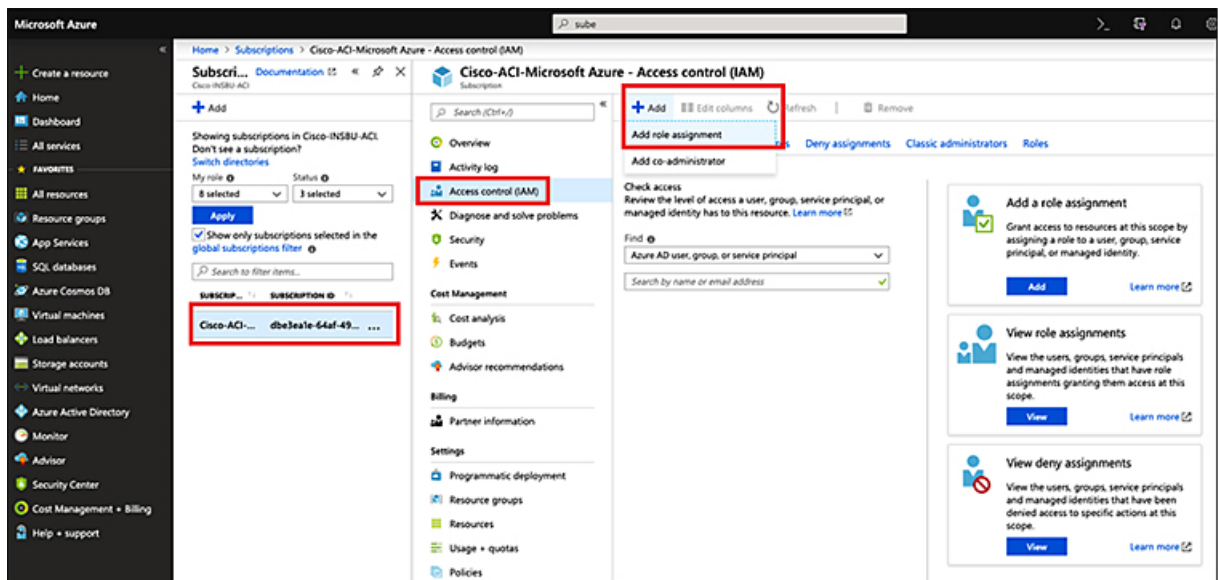 Microsoft Azure
sube
Home > Subscriptions > Cisco-ACI-Microsoft Azure - Access control (IAM)
Create a resource
Home
Dashboard
All services
FAVORITES
All resources
Resource groups
App Services
SQL databases
Azure Cosmos DB
Virtual machines
Load balancers
Storage accounts
Virtual networks
Azure Active Directory
Monitor
Advisor
Security Center
Cost Management + Billing
Help + support
Subscri... Documentation
Cisco-INSBU-ACI
Add
Showing subscriptions in Cisco-INSBU-ACI.
Don't see a subscription?
Switch directories
My role Status
8 selected 3 selected
Apply
Show only subscriptions selected in the
global subscriptions filter
Search to filter items...
SUBSCRIP... SUBSCRIPTION ID
Cisco-ACI-... dbe3ea1e-64af-49... ...
Cisco-ACI-Microsoft Azure - Access control (IAM)
Subscription
Search (Ctrl+/)
Overview
Activity log
Access control (IAM)
Diagnose and solve problems
Security
Events
Cost Management
Cost analysis
Budgets
Advisor recommendations
Billing
Partner information
Settings
Programmatic deployment
Resource groups
Resources
Usage + quotas
Policies
Add Edit columns Refresh Remove
Add role assignment
Add co-administrator
Deny assignments Classic administrators Roles
Check access
Review the level of access a user, group, service principal, or
managed identity has to this resource. Learn more
Find
Azure AD user, group, or service principal
Search by name or email address
Add a role assignment
Grant access to resources at this scope by
assigning a role to a user, group, service
principal, or managed identity.
Add Learn more
View role assignments
View the users, groups, service principals
and managed identities that have role
assignments granting them access at this
scope.
View Learn more
View deny assignments
View the users, groups, service principals
and managed identities that have been
denied access to specific actions at this
scope.
View Learn more